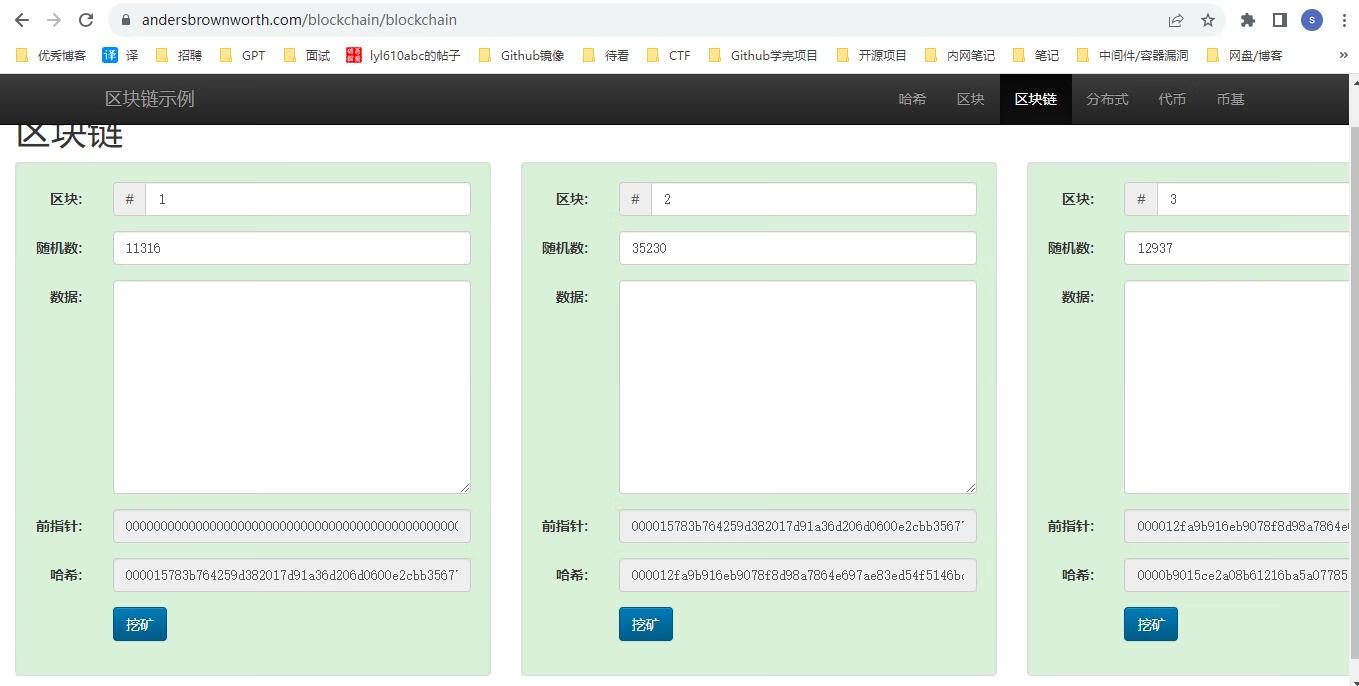 andersbrownworth.com/blockchain/blockchain
S
优秀博客 译 译 招聘 GPT 面试 lyl610abc的帖子 Github镜像 待看 CTF Github学完项目 开源项目 内网笔记 笔记 中间件/容器漏洞 网盘/博客 »
区块链示例 哈希 区块 区块链 分布式 代币 币基
区块链
区块: # 1
随机数: 11316
数据:
前指针: 000000000000000000000000000000000000000000000000
哈希: 000015783b764259d382017d91a36d206d0600e2cbb3567
挖矿
区块: # 2
随机数: 35230
数据:
前指针: 000015783b764259d382017d91a36d206d0600e2cbb3567
哈希: 000012fa9b916eb9078f8d98a7864e697ae83ed54f5146b
挖矿
区块: # 3
随机数: 12937
数据:
前指针: 000012fa9b916eb9078f8d98a7864e
哈希: 0000b9015ce2a08b61216ba5a07785
挖矿